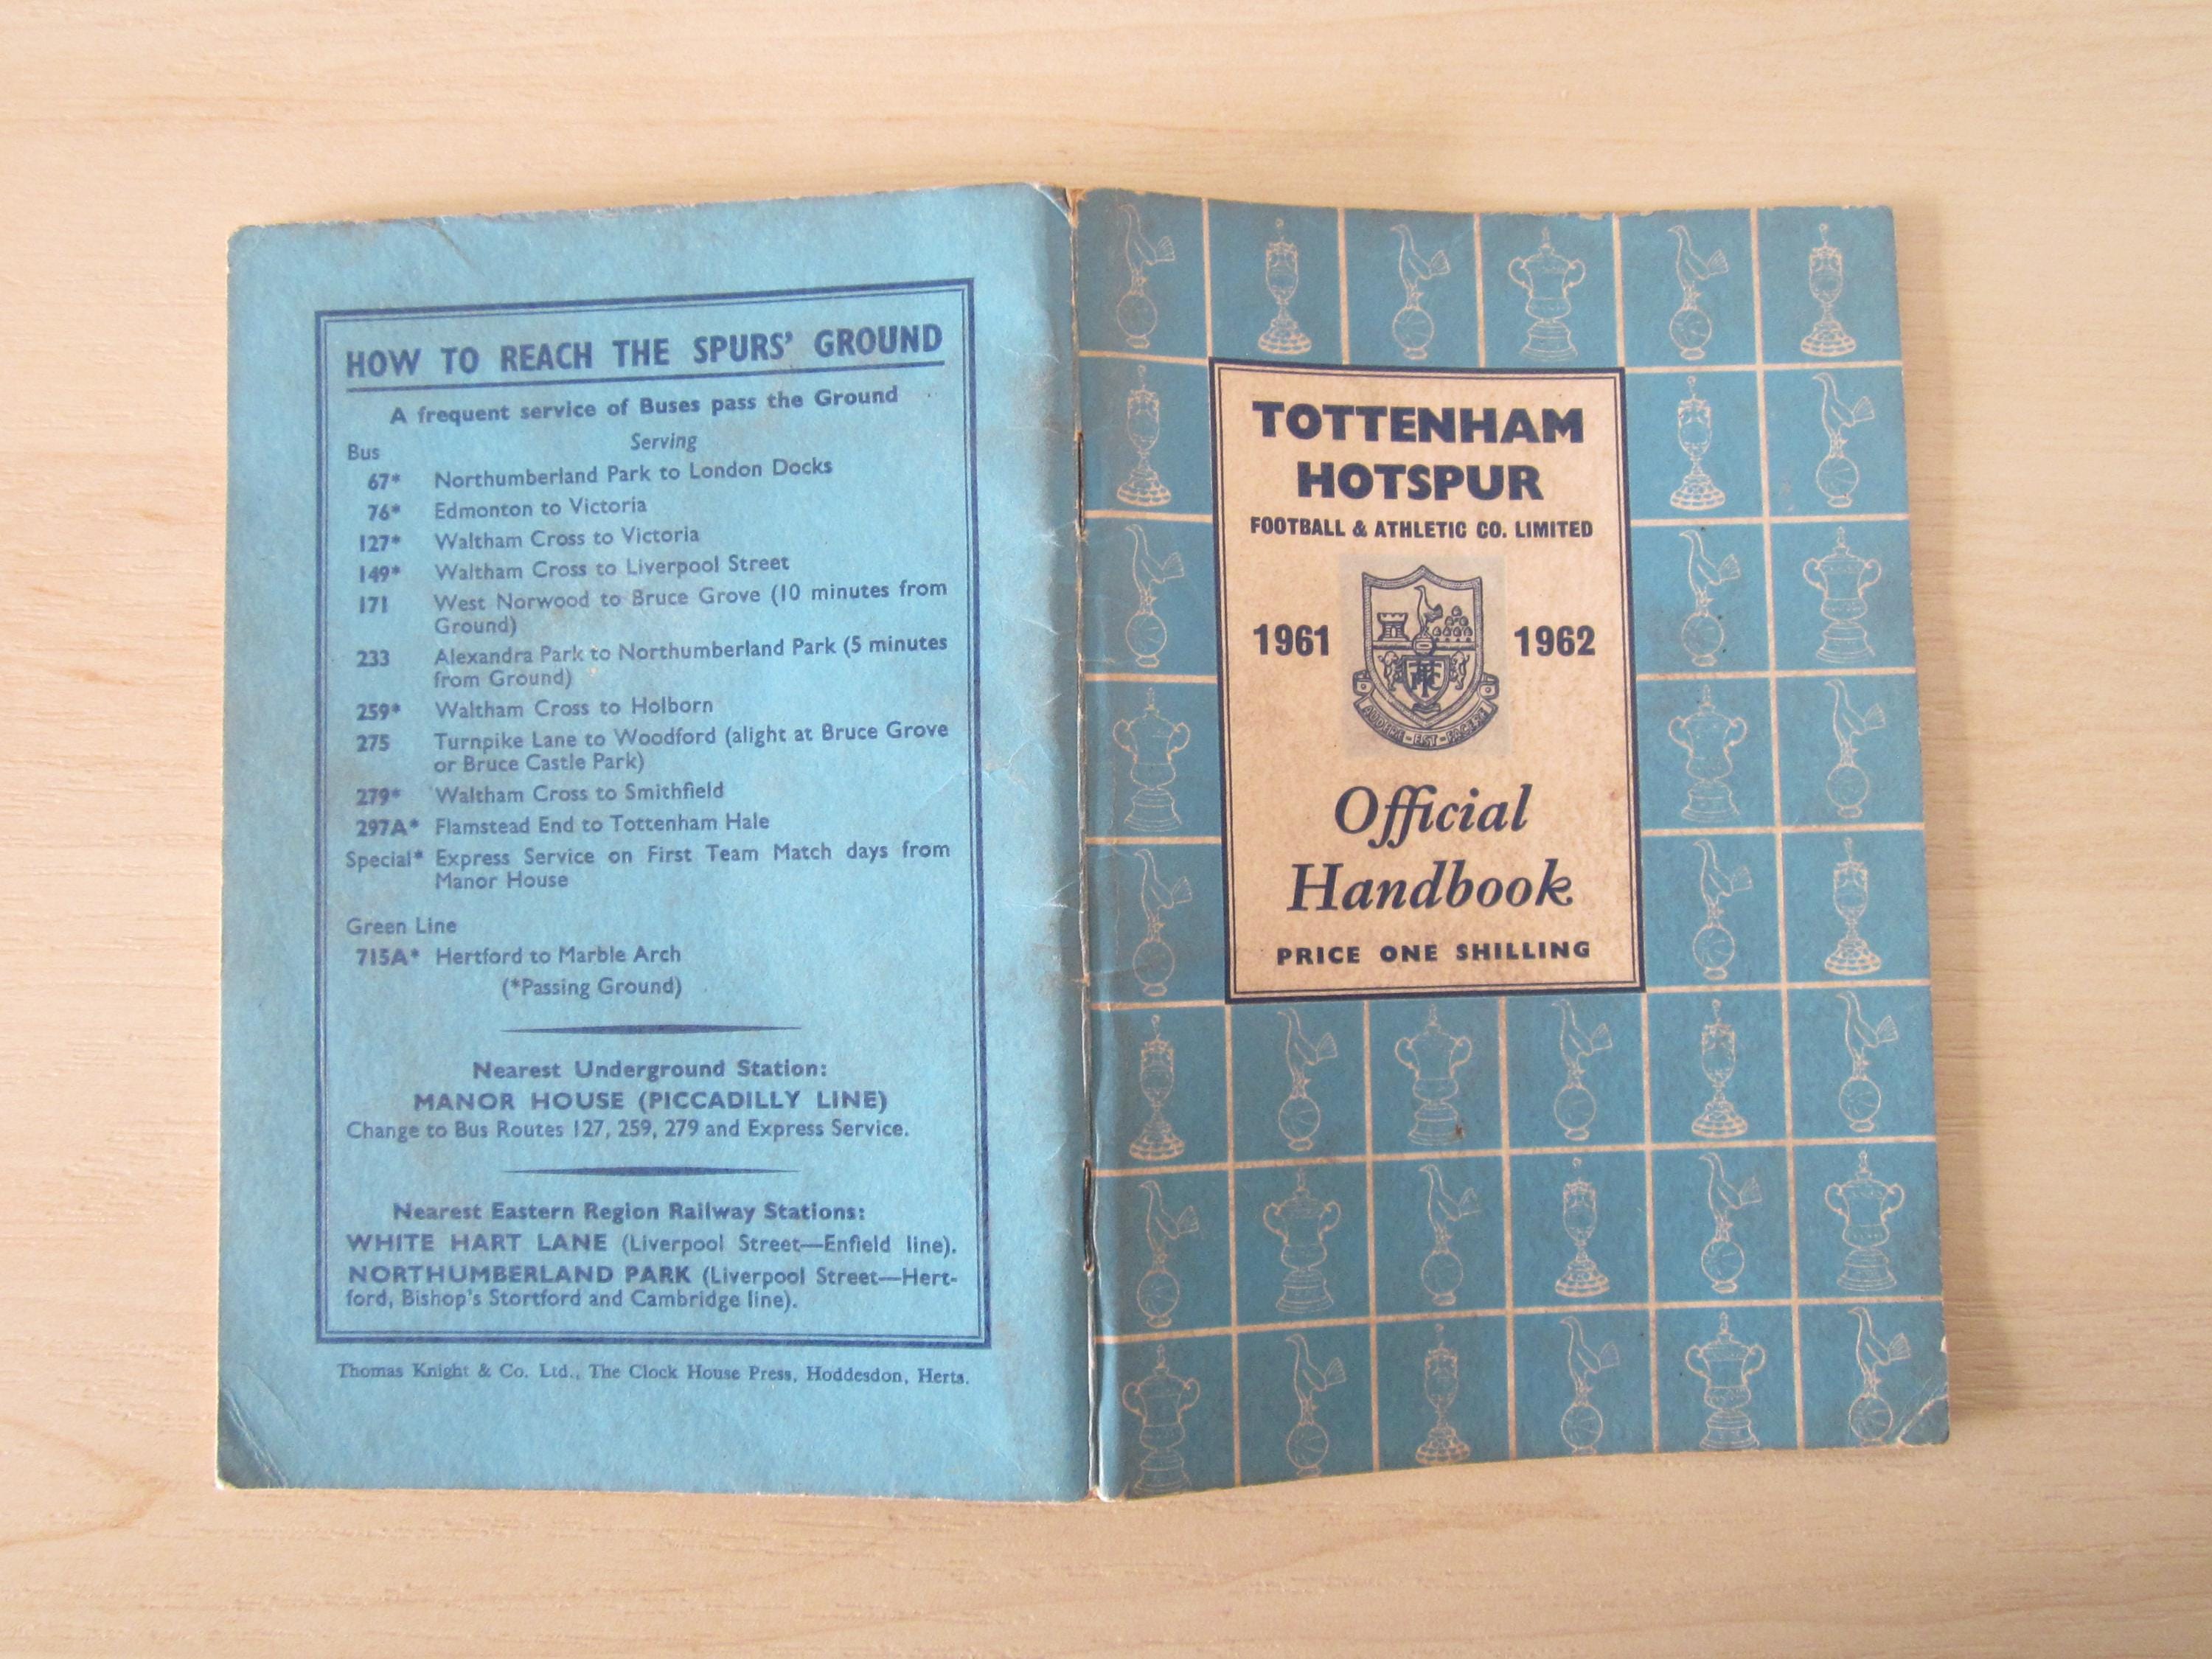 HOW TO REACH THE SPURS' GROUND
A frequent service of Buses pass the Ground
Bus Serving
67* Northumberland Park to London Docks
76* Edmonton to Victoria
127* Waltham Cross to Victoria
149* Waltham Cross to Liverpool Street
171 West Norwood to Bruce Grove (10 minutes from
Ground)
233 Alexandra Park to Northumberland Park (5 minutes
from Ground)
259* Waltham Cross to Holborn
275 Turnpike Lane to Woodford (alight at Bruce Grove
or Bruce Castle Park)
279* Waltham Cross to Smithfield
297A* Flamstead End to Tottenham Hale
Special* Express Service on First Team Match days from
Manor House
Green Line
715A* Hertford to Marble Arch
(*Passing Ground)
Nearest Underground Station:
MANOR HOUSE (PICCADILLY LINE)
Change to Bus Routes 127, 259, 279 and Express Service.
Nearest Eastern Region Railway Stations:
WHITE HART LANE (Liverpool Street—Enfield line).
NORTHUMBERLAND PARK (Liverpool Street—Hert-
ford, Bishop's Stortford and Cambridge line).
Thomas Knight & Co. Ltd., The Clock House Press, Hoddesdon, Herts.
TOTTENHAM
HOTSPUR
FOOTBALL & ATHLETIC CO. LIMITED
1961 1962
AUDERE-EST-FACERE
Official
Handbook
PRICE ONE SHILLING